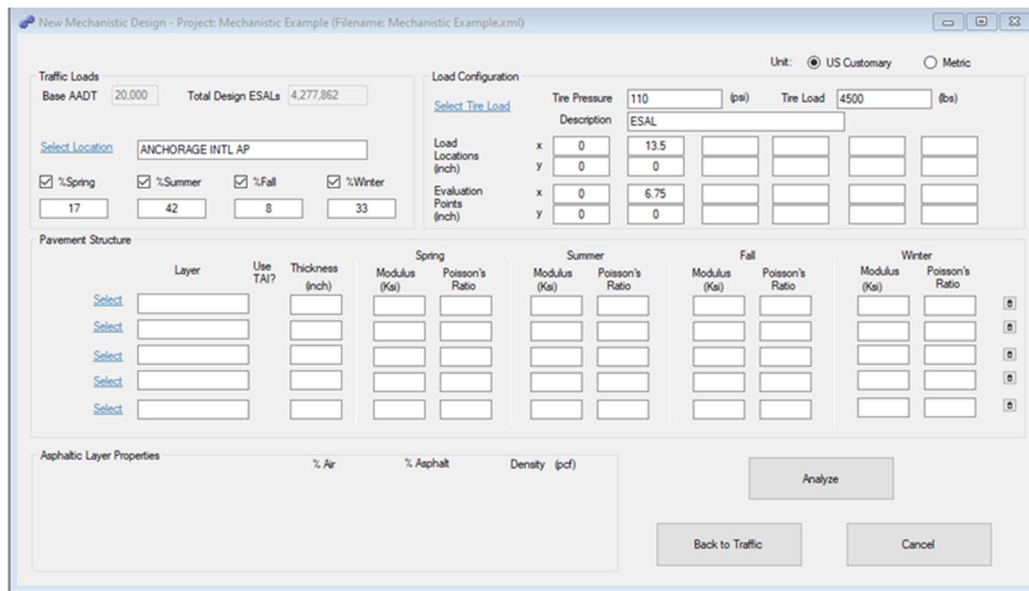 New Mechanistic Design - Project: Mechanistic Example (Filename: Mechanistic Example.xml)
Unit: US Customary Metric
Traffic Loads
Base AADT 20,000 Total Design ESALs 4,277,862
Select Location ANCHORAGE INTL AP
%Spring %Summer %Fall %Winter
17 42 8 33
Load Configuration
Select Tire Load Tire Pressure 110 (psi) Tire Load 4500 (lbs)
Description ESAL
Load
Locations
(inch)
x 0 13.5
y 0 0
Evaluation
Points
(inch)
x 0 6.75
y 0 0
Pavement Structure
Spring Summer Fall Winter
Layer Use
TAI? Thickness
(inch) Modulus
(Ksi) Poisson's
Ratio Modulus
(Ksi) Poisson's
Ratio Modulus
(Ksi) Poisson's
Ratio Modulus
(Ksi) Poisson's
Ratio
Select
Select
Select
Select
Select
Asphaltic Layer Properties
% Air % Asphalt Density (pcf)
Analyze
Back to Traffic Cancel